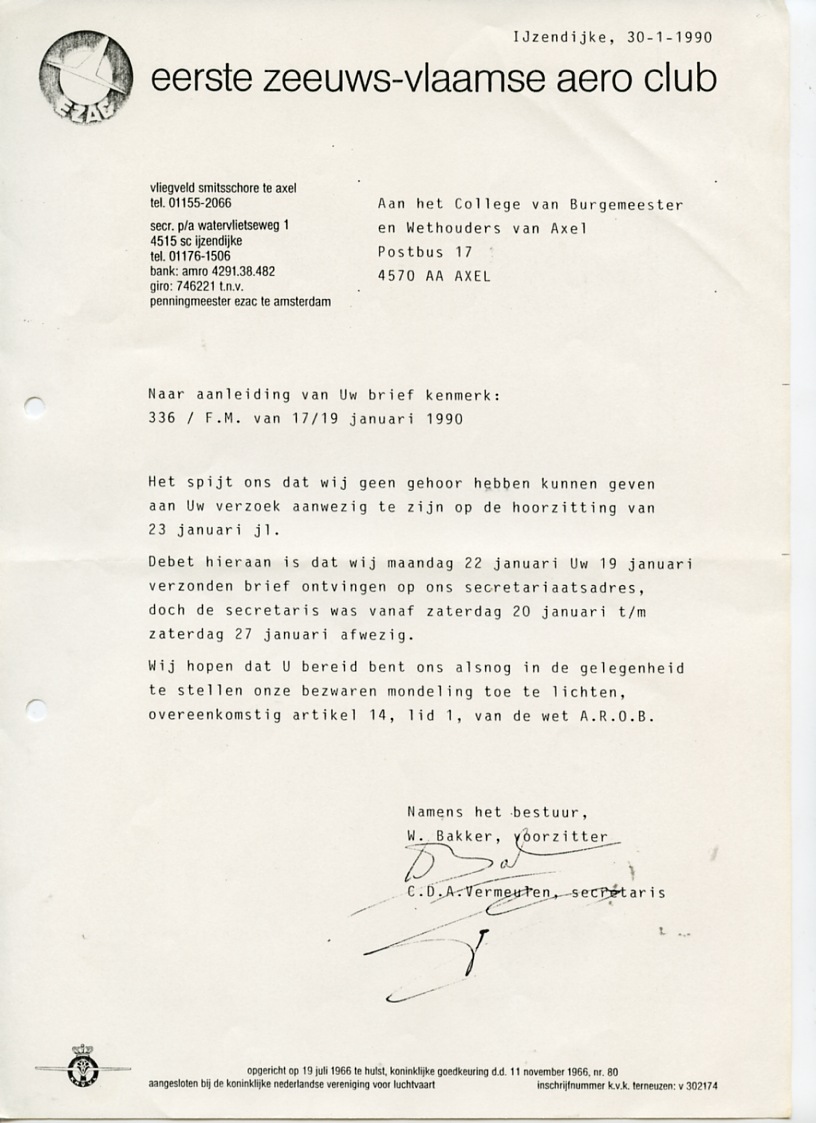 IJzendijke, 30-1-1990
EZAC
eerste zeeuws-vlaamse aero club
vliegveld smitsschore te axel
tel. 01155-2066
secr. p/a watervlietseweg 1
4515 sc ijzendijke
tel. 01176-1506
bank: amro 4291.38.482
giro: 746221 t.n.v.
penningmeester ezac te amsterdam
Aan het College van Burgemeester
en Wethouders van Axel
Postbus 17
4570 AA AXEL
Naar aanleiding van Uw brief kenmerk:
336 / F.M. van 17/19 januari 1990
Het spijt ons dat wij geen gehoor hebben kunnen geven
aan Uw verzoek aanwezig te zijn op de hoorzitting van
23 januari jl.
Debet hieraan is dat wij maandag 22 januari Uw 19 januari
verzonden brief ontvingen op ons secretariaatsadres,
doch de secretaris was vanaf zaterdag 20 januari t/m
zaterdag 27 januari afwezig.
Wij hopen dat U bereid bent ons alsnog in de gelegenheid
te stellen onze bezwaren mondeling toe te lichten,
overeenkomstig artikel 14, lid 1, van de wet A.R.O.B.
Namens het bestuur,
W. Bakker, voorzitter
C.D.A.Vermeulen, secretaris
opgericht op 19 juli 1966 te hulst, koninklijke goedkeuring d.d. 11 november 1966, nr. 80
aangesloten bij de koninklijke nederlandse vereniging voor luchtvaart
inschrijfnummer k.v.k. terneuzen: v 302174